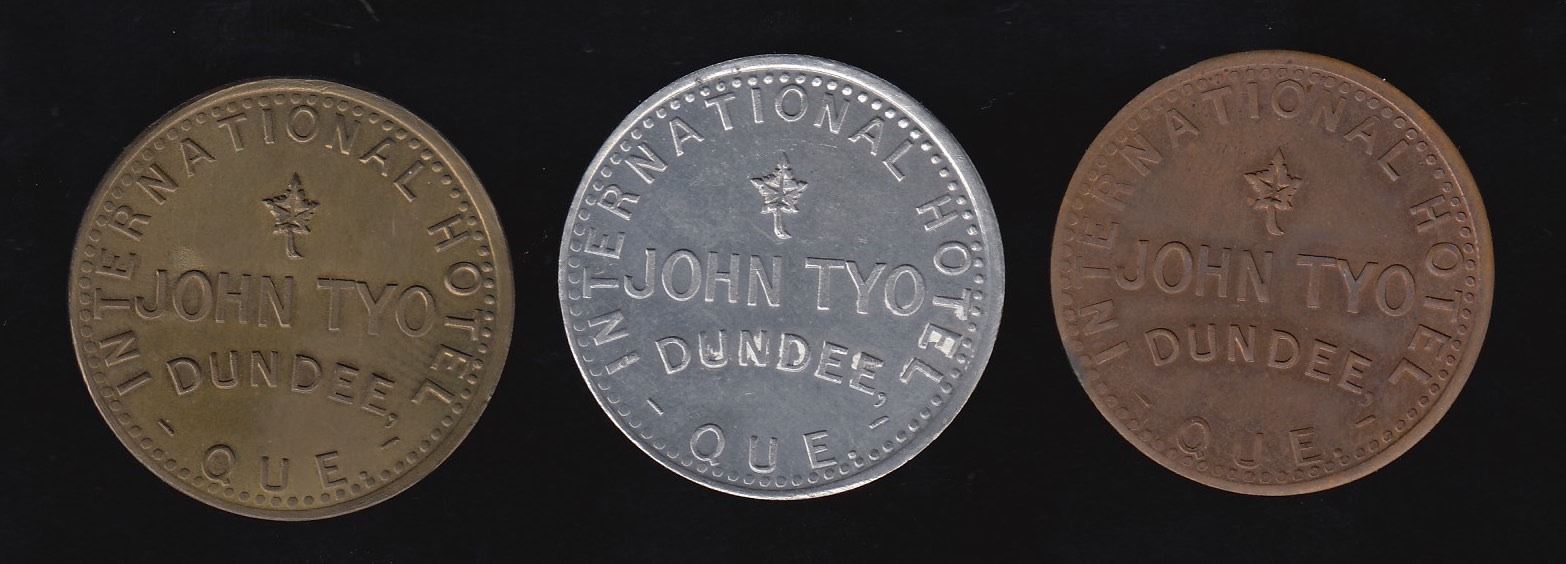 INTERNATIONAL HOTEL
JOHN TYO
DUNDEE,
- QUE. -
INTERNATIONAL HOTEL
JOHN TYO
DUNDEE,
- QUE. -
INTERNATIONAL HOTEL
JOHN TYO
DUNDEE,
- QUE. -